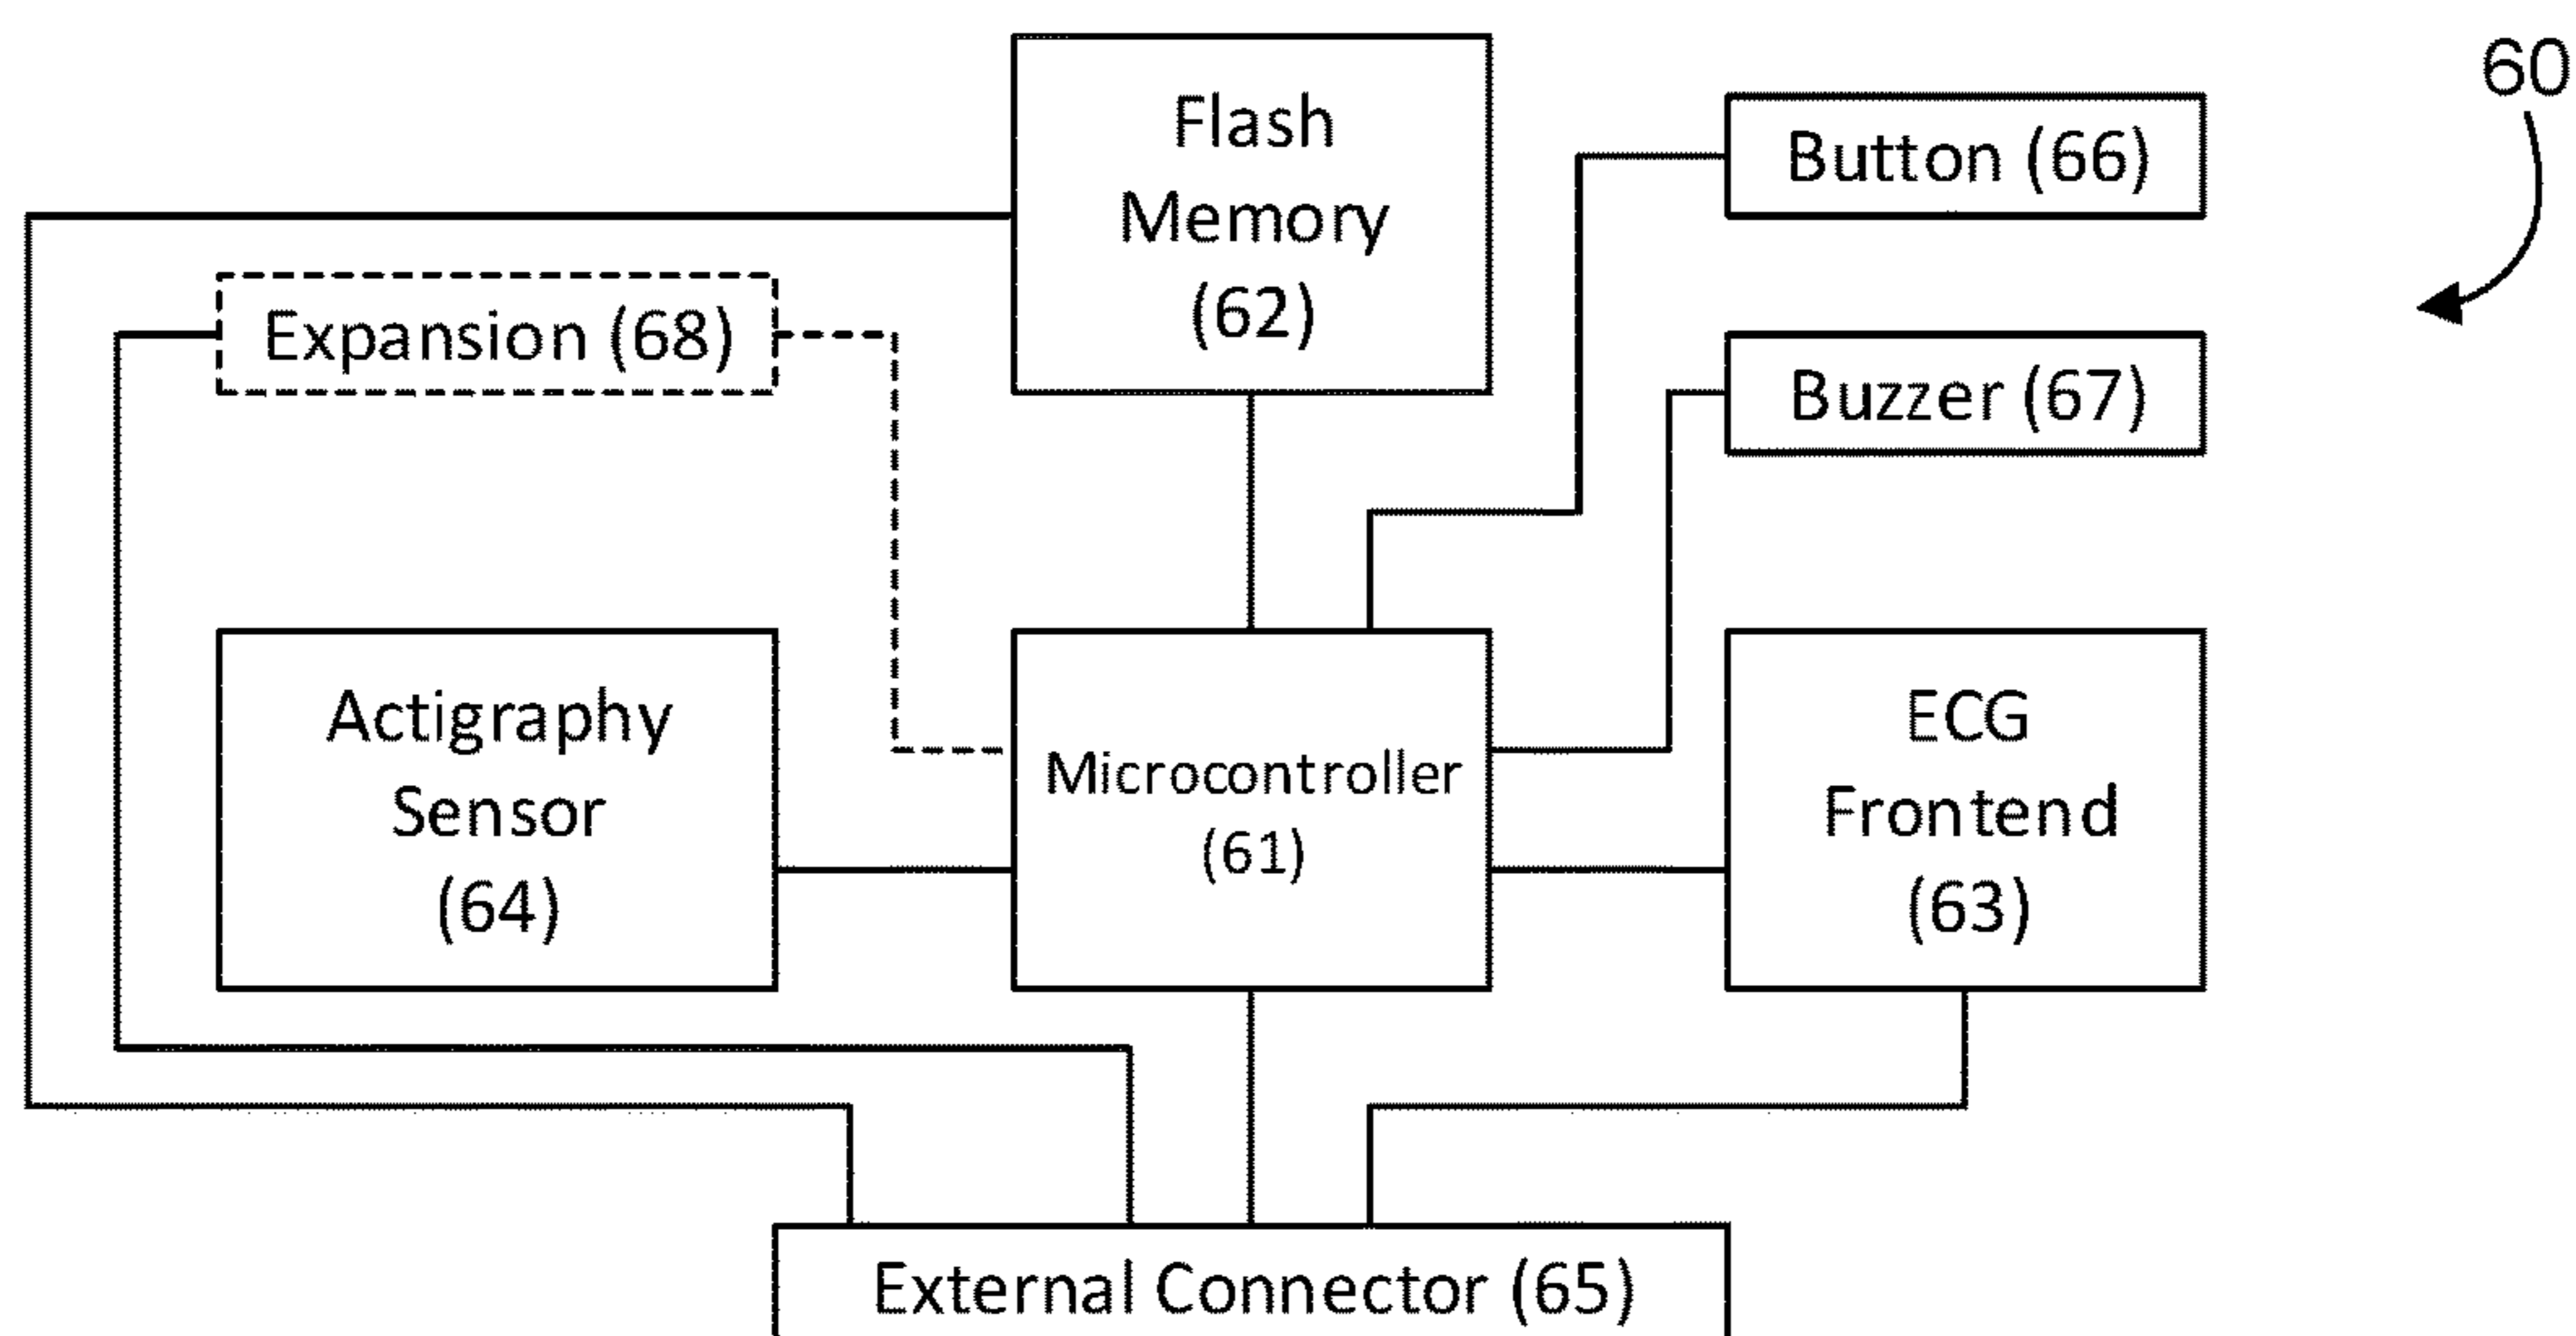 60
Flash
Memory
(62)
Button (66)
Expansion (68)
Buzzer (67)
Actigraphy
Sensor
(64)
Microcontroller
(61)
ECG
Frontend
(63)
External Connector (65)